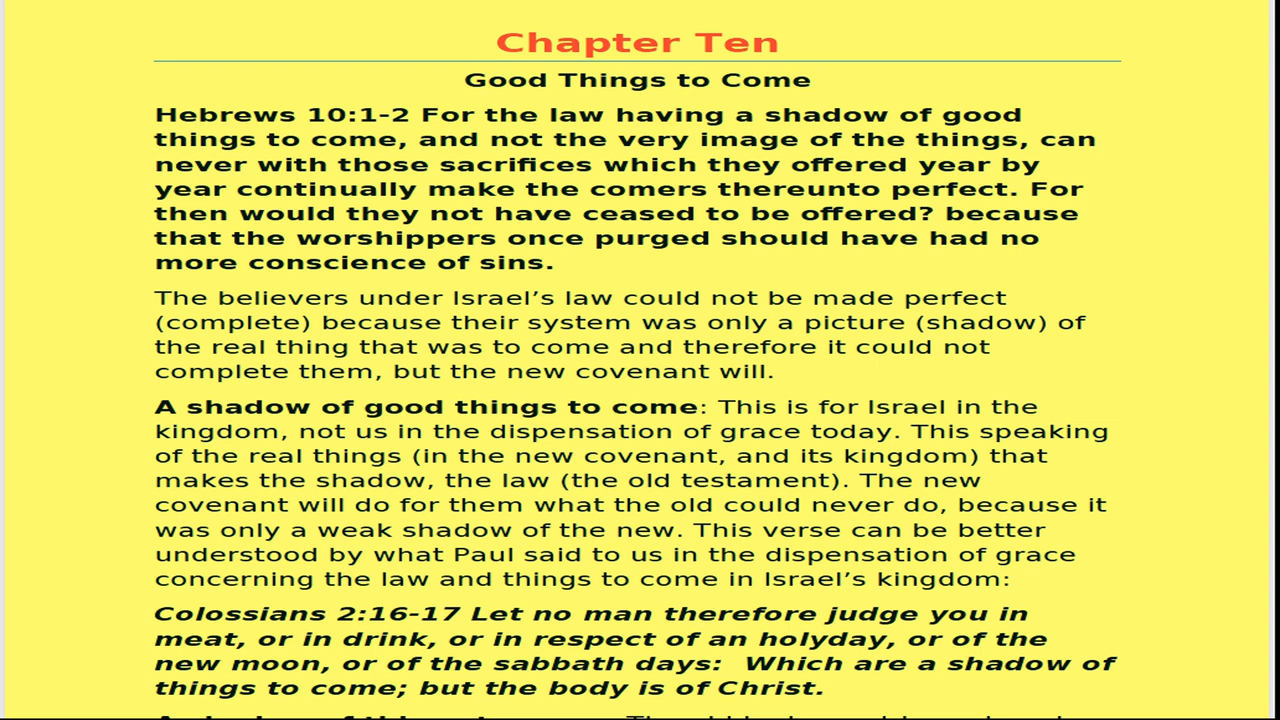 Chapter Ten
Good Things to Come
Hebrews 10:1-2 For the law having a shadow of good
things to come, and not the very image of the things, can
never with those sacrifices which they offered year by
year continually make the comers thereunto perfect. For
then would they not have ceased to be offered? because
that the worshippers once purged should have had no
more conscience of sins.
The believers under Israel’s law could not be made perfect
(complete) because their system was only a picture (shadow) of
the real thing that was to come and therefore it could not
complete them, but the new covenant will.
A shadow of good things to come: This is for Israel in the
kingdom, not us in the dispensation of grace today. This speaking
of the real things (in the new covenant, and its kingdom) that
makes the shadow, the law (the old testament). The new
covenant will do for them what the old could never do, because it
was only a weak shadow of the new. This verse can be better
understood by what Paul said to us in the dispensation of grace
concerning the law and things to come in Israel’s kingdom:
Colossians 2:16-17 Let no man therefore judge you in
meat, or in drink, or in respect of an holyday, or of the
new moon, or of the sabbath days:  Which are a shadow of
things to come; but the body is of Christ.